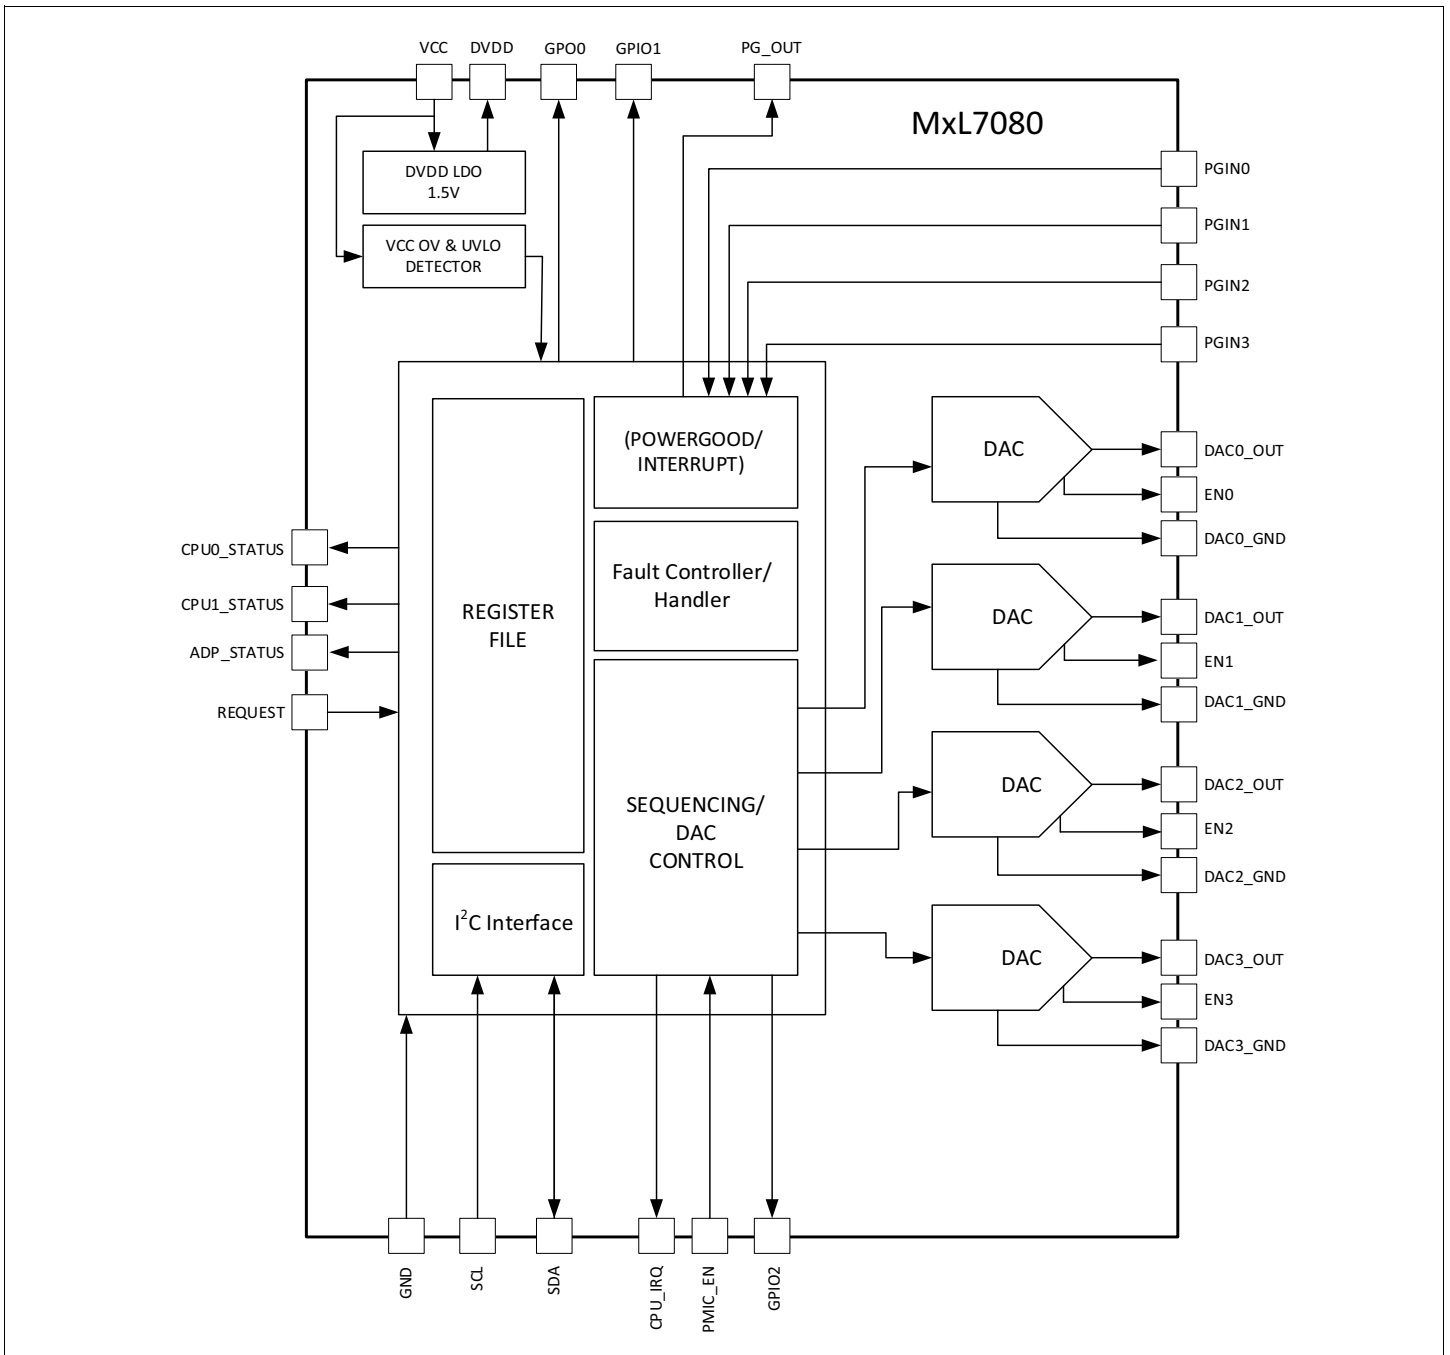 VCC
DVDD
GPO0
GPIO1
PG_OUT
MxL7080
DVDD LDO
1.5V
VCC OV & UVLO
DETECTOR
PGIN0
PGIN1
PGIN2
PGIN3
(POWERGOOD/
INTERRUPT)
DAC
DAC0_OUT
EN0
DAC0_GND
CPU0_STATUS
CPU1_STATUS
ADP_STATUS
REQUEST
REGISTER
FILE
Fault Controller/
Handler
DAC
DAC1_OUT
EN1
DAC1_GND
SEQUENCING/
DAC
CONTROL
DAC
DAC2_OUT
EN2
DAC2_GND
I²C Interface
DAC
DAC3_OUT
EN3
DAC3_GND
GND
SCL
SDA
CPU_IRQ
PMIC_EN
GPIO2